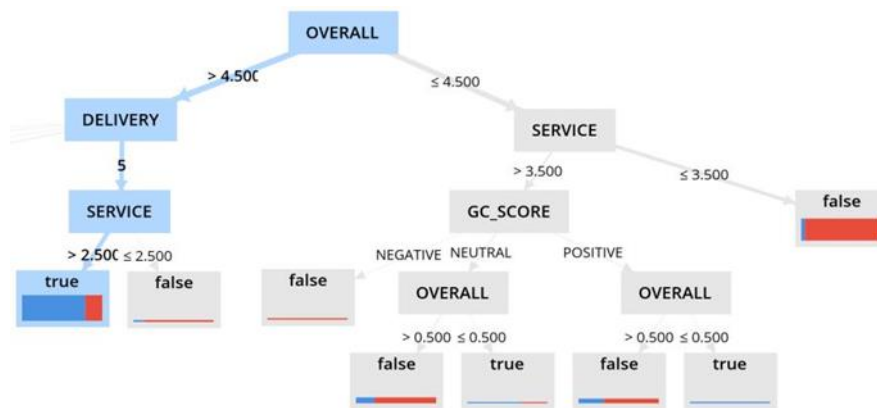 OVERALL
> 4.500
≤ 4.500
DELIVERY
SERVICE
5
> 3.500
≤ 3.500
SERVICE
GC_SCORE
false
> 2.500
≤ 2.500
NEGATIVE
NEUTRAL
POSITIVE
true
false
false
OVERALL
OVERALL
> 0.500
≤ 0.500
> 0.500
≤ 0.500
false
true
false
true